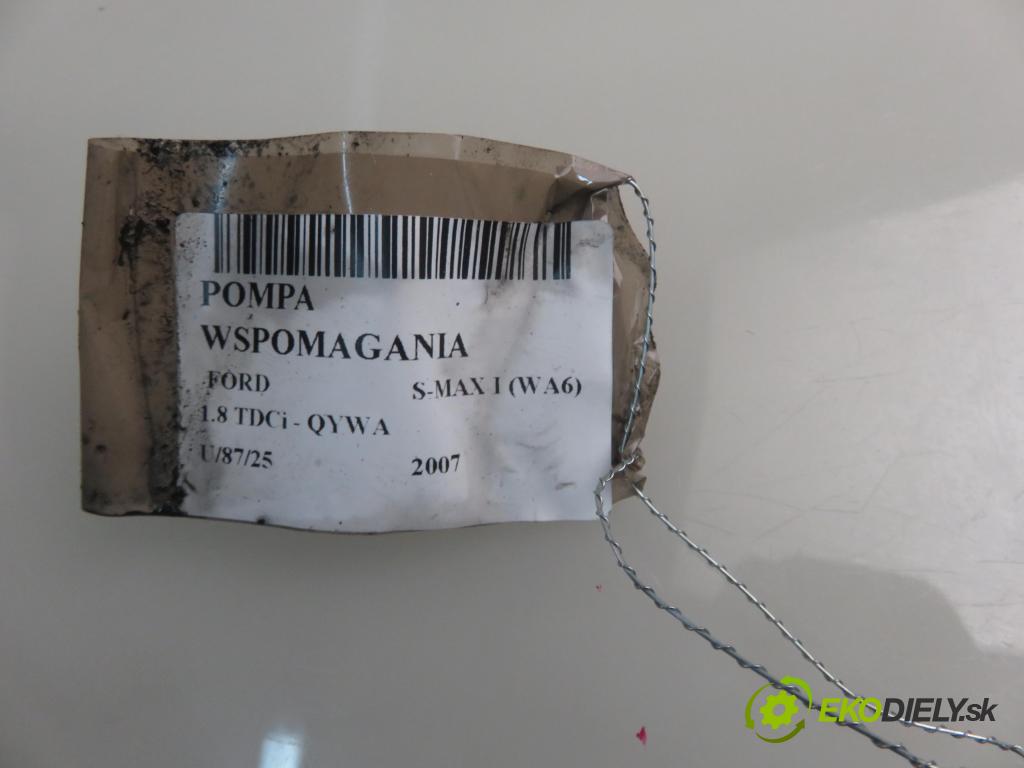 POMPA
WSPOMAGANIA
FORD S-MAX I (WA6)
1.8 TDCi - QYWA
U/87/25 2007
EKODIELY.sk